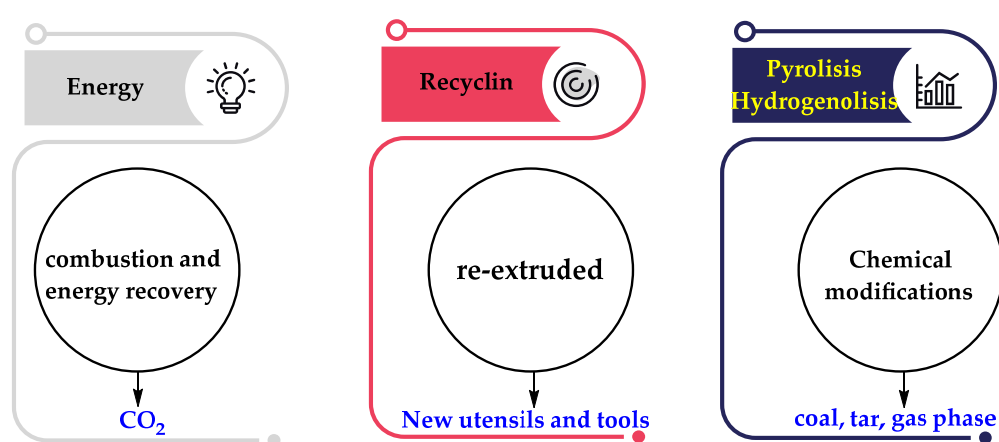 Energy
combustion and
energy recovery
CO₂
Recyclin
re-extruded
New utensils and tools
Pyrolisis
Hydrogenolisis
Chemical
modifications
coal, tar, gas phase